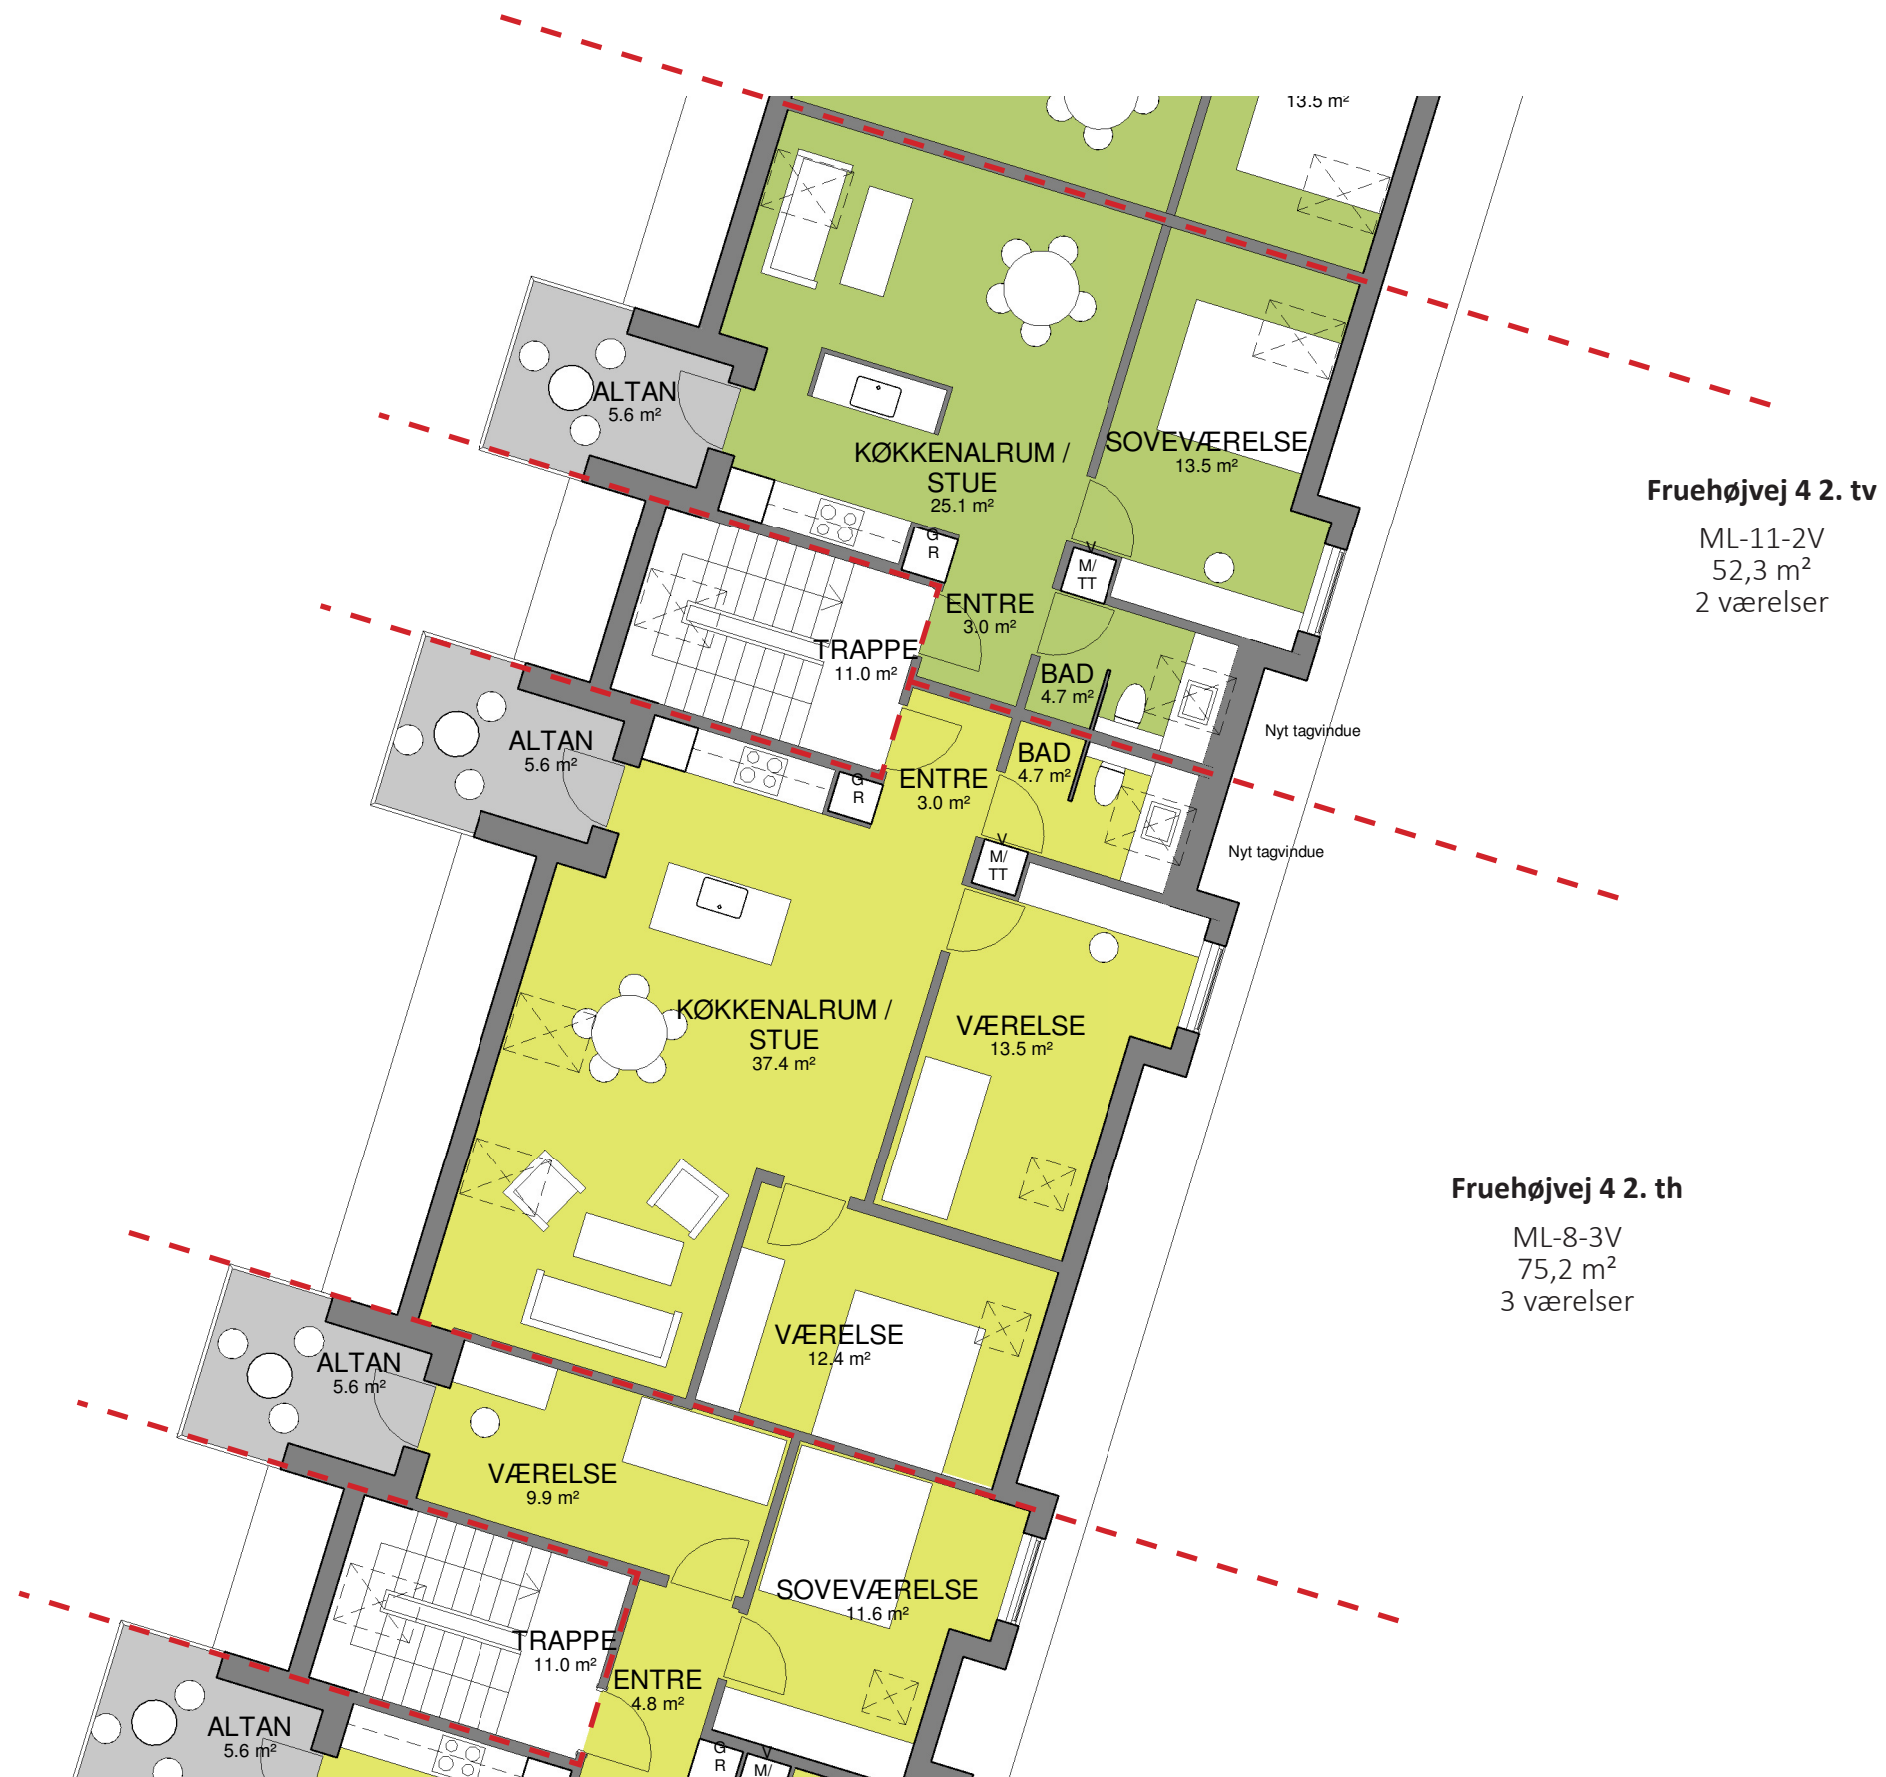 13.5 m²
ALTAN
5.6 m²
KØKKENALRUM /
STUE
25.1 m²
SOVEVÆRELSE
13.5 m²
Fruehøjvej 4 2. tv
ML-11-2V
52,3 m²
2 værelser
G
R
V
M/
TT
ENTRE
3.0 m²
TRAPPE
11.0 m²
BAD
4.7 m²
Nyt tagvindue
ALTAN
5.6 m²
BAD
4.7 m²
ENTRE
3.0 m²
G
R
V
M/
TT
Nyt tagvindue
KØKKENALRUM /
STUE
37.4 m²
VÆRELSE
13.5 m²
Fruehøjvej 4 2. th
ML-8-3V
75,2 m²
3 værelser
VÆRELSE
12.4 m²
ALTAN
5.6 m²
VÆRELSE
9.9 m²
SOVEVÆRELSE
11.6 m²
TRAPPE
11.0 m²
ENTRE
4.8 m²
ALTAN
5.6 m²
G
R
V
M/